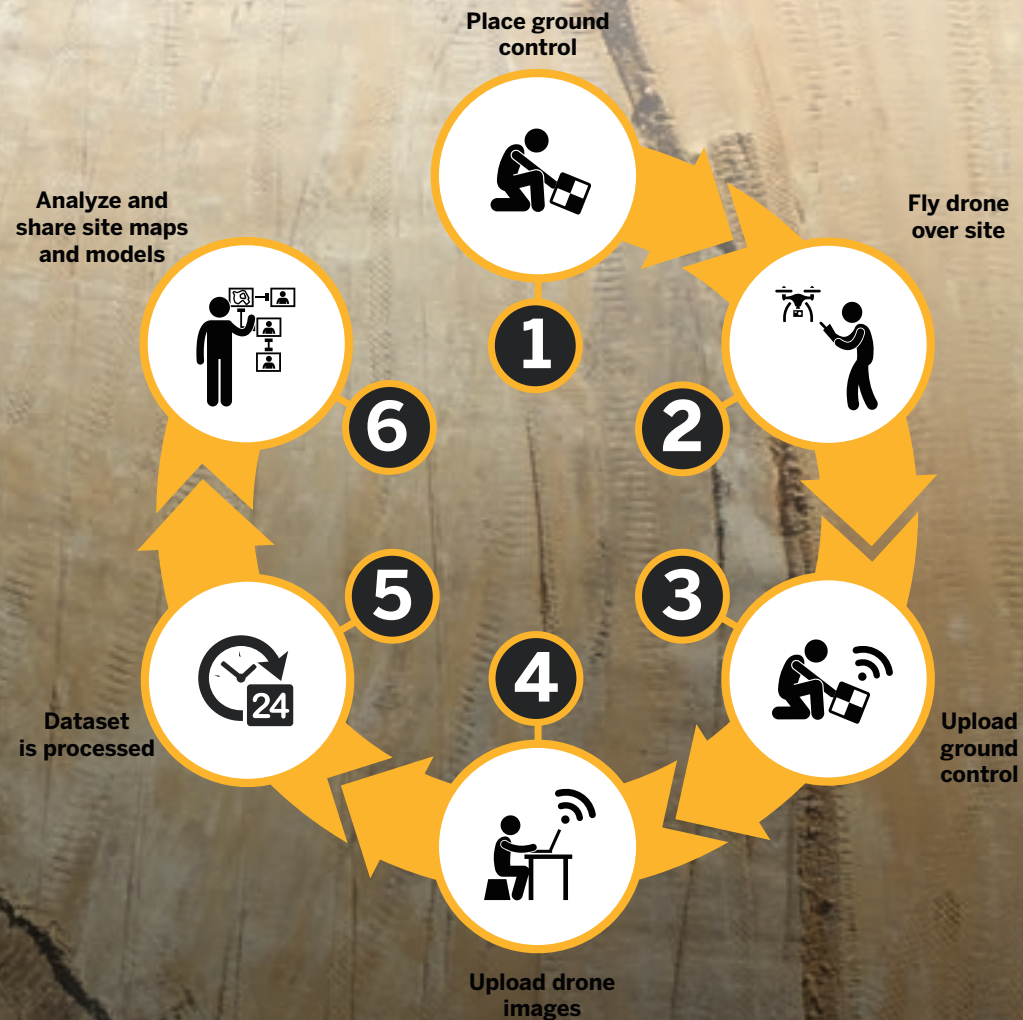 Place ground
control
1
Fly drone
over site
2
Upload
ground
control
3
Upload drone
images
4
Dataset
is processed
24
5
Analyze and
share site maps
and models
6